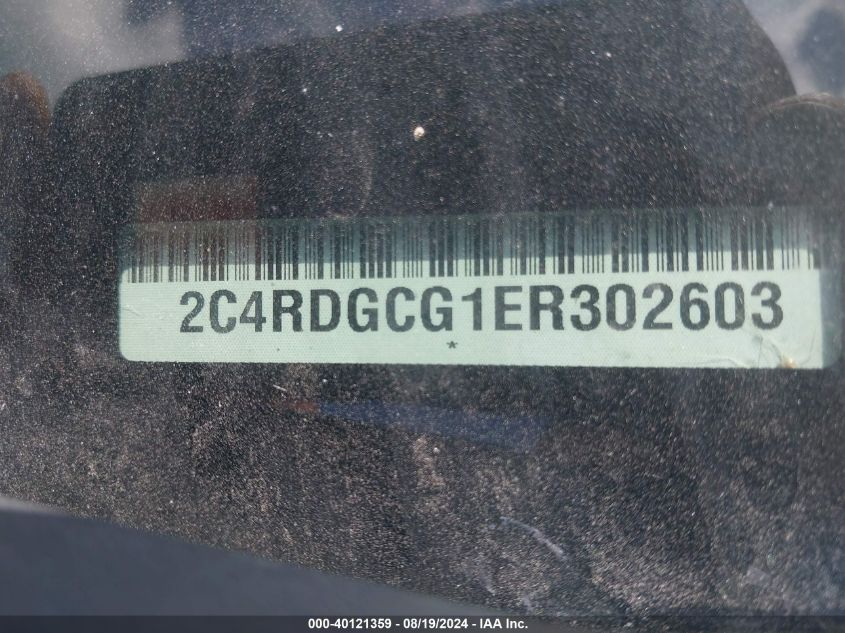 2C4RDGCG1ER302603
*
000-40121359 - 08/19/2024 - IAA Inc.